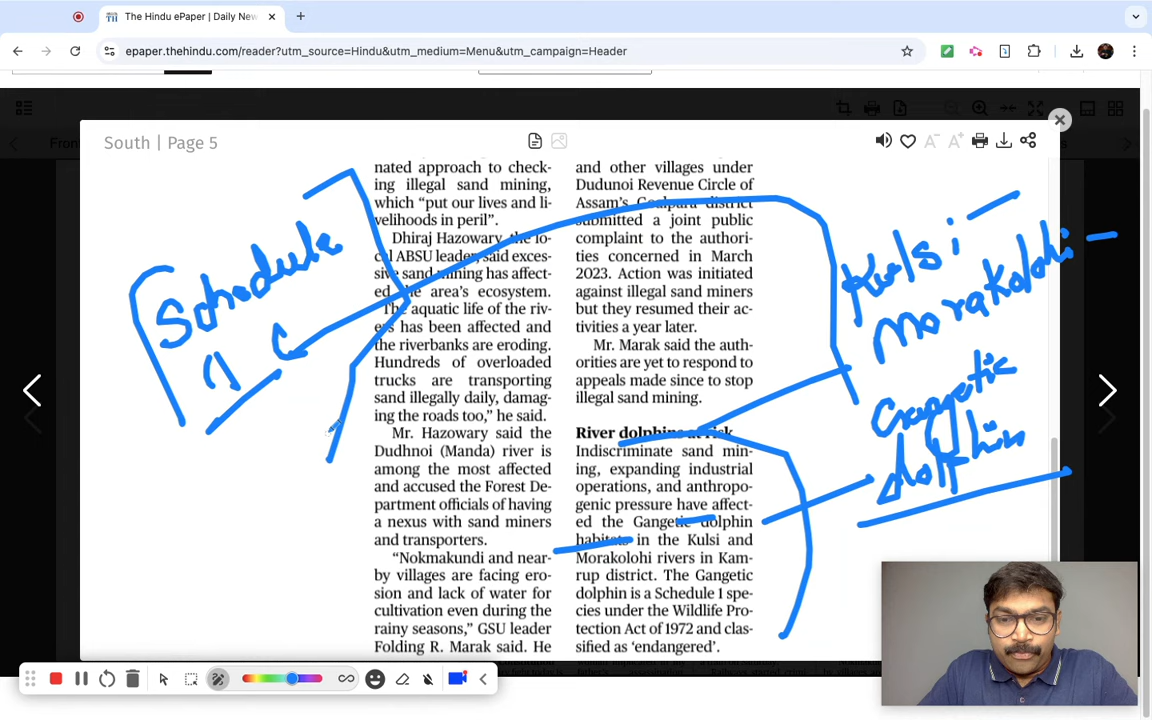 The Hindu ePaper | Daily New
epaper.thehindu.com/reader?utm_source=Hindu&utm_medium=Menu&utm_campaign=Header
South | Page 5
nated approach to check-
ing illegal sand mining,
which “put our lives and li-
velihoods in peril”.
Dhiraj Hazowary, the lo-
cal ABSU leader, said exces-
sive sand mining has affect-
ed the area’s ecosystem.
“The aquatic life of the riv-
ers has been affected and
the riverbanks are eroding.
Hundreds of overloaded
trucks are transporting
sand illegally daily, damag-
ing the roads too,” he said.
Mr. Hazowary said the
Dudhnoi (Manda) river is
among the most affected
and accused the Forest De-
partment officials of having
a nexus with sand miners
and transporters.
“Nokmakundi and near-
by villages are facing ero-
sion and lack of water for
cultivation even during the
rainy seasons,” GSU leader
Folding R. Marak said. He
and other villages under
Dudunoi Revenue Circle of
Assam’s Goalpara district
submitted a joint public
complaint to the authori-
ties concerned in March
2023. Action was initiated
against illegal sand miners
but they resumed their ac-
tivities a year later.
Mr. Marak said the auth-
orities are yet to respond to
appeals made since to stop
illegal sand mining.
River dolphins at risk
Indiscriminate sand min-
ing, expanding industrial
operations, and anthropo-
genic pressure have affect-
ed the Gangetic dolphin
habitats in the Kulsi and
Morakolohi rivers in Kam-
rup district. The Gangetic
dolphin is a Schedule 1 spe-
cies under the Wildlife Pro-
tection Act of 1972 and clas-
sified as ‘endangered’.
Schedule
1
Kulsi
Morakolohi
Gangetic
dolphin